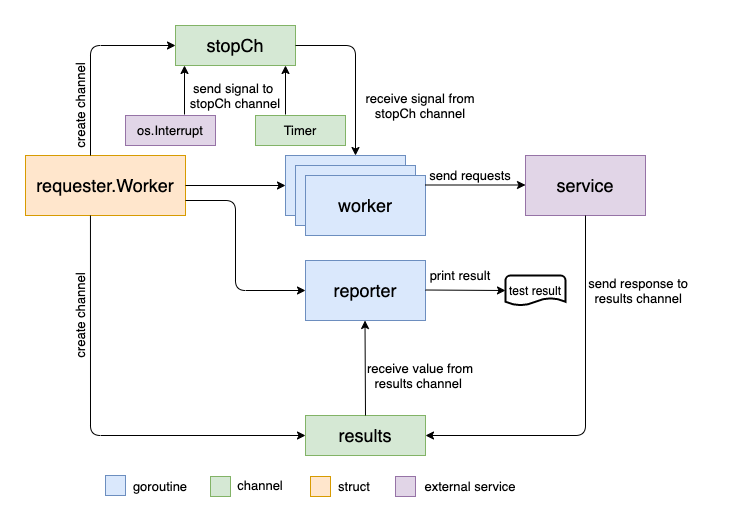 stopCh
create channel
send signal to
stopCh channel
receive signal from
stopCh channel
os.Interrupt
Timer
requester.Worker
worker
send requests
service
create channel
reporter
print result
test result
send response to
results channel
receive value from
results channel
results
goroutine
channel
struct
external service